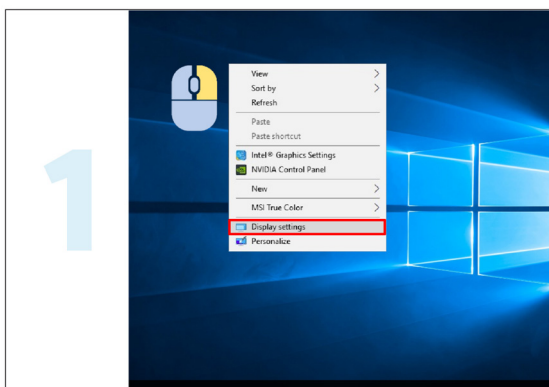 1
View
Sort by
Refresh
Paste
Paste shortcut
Intel® Graphics Settings
NVIDIA Control Panel
New
MSI True Color
Display settings
Personalize